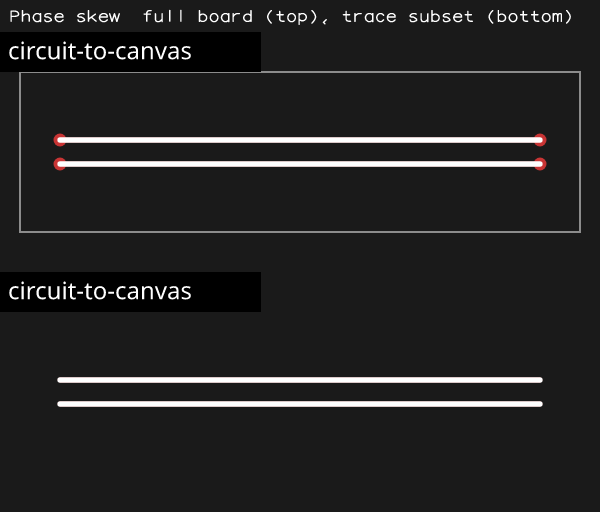 Phase skew  full board (top), trace subset (bottom)
circuit-to-canvas
circuit-to-canvas